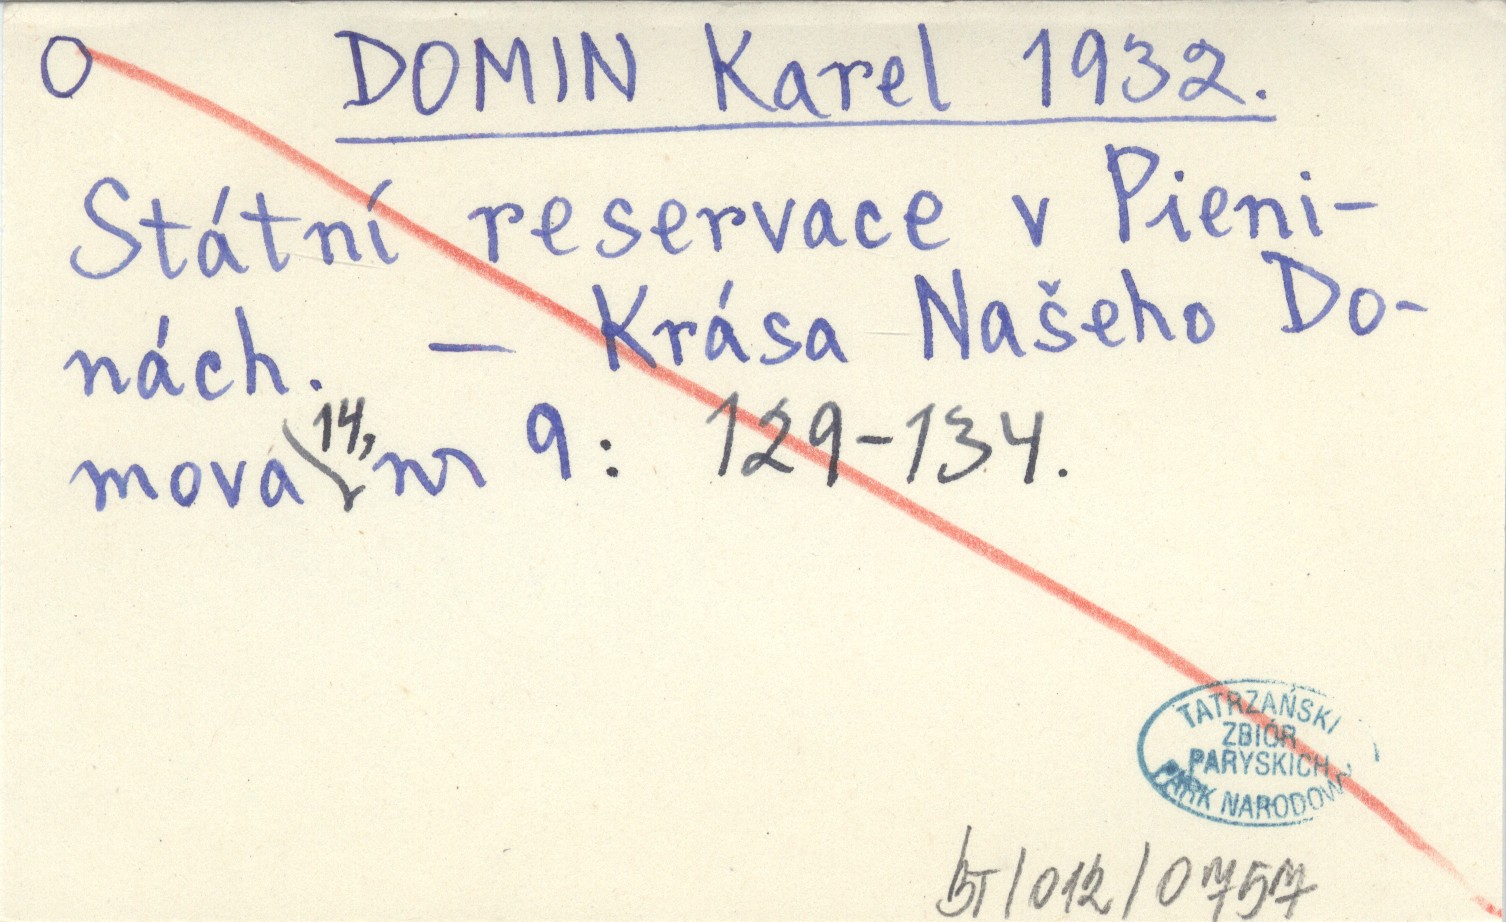 O DOMIN Karel 1932.
Státní reservace v Pieni-
nách. – Krása Našeho Do-
mova 14, nr 9: 129-134.
TATRZAŃSKI
ZBIÓR
PARYSKICH
PARK NARODOWY
BT/012/0757